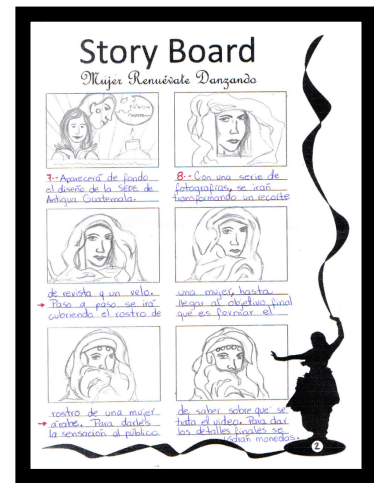 Story Board
Mujer Renuévate Danzando
7.- Aparecerá de fondo
el diseño de la SEDE de
Antigua Guatemala.
8.- Con una serie de
fotografías, se irán
transformando un recorte
de revista y un velo.
→ Paso a paso se irá
cubriendo el rostro de
una mujer, hasta
llegar al objetivo final
que es formar el
rostro de una mujer
→ árabe. Para darles
la sensación al público
de saber sobre que se
trata el video. Para dar
los detalles finales se
monedas.
2